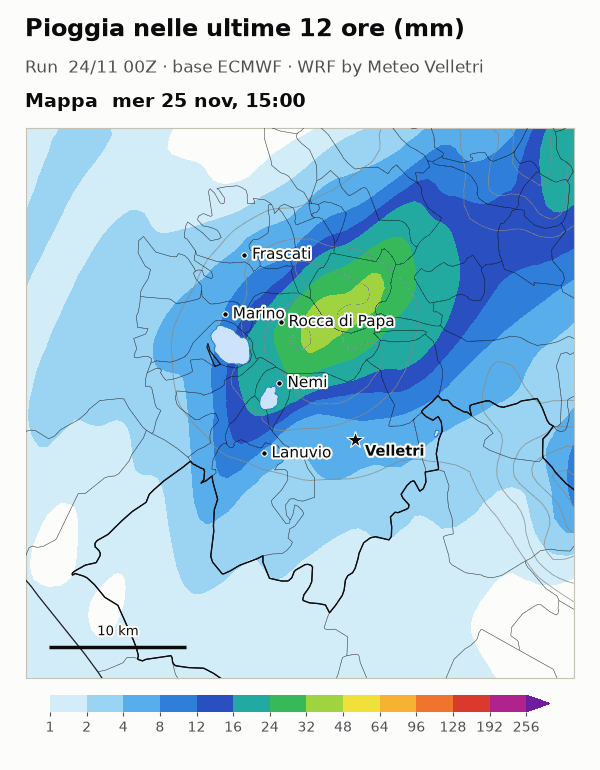 Pioggia nelle ultime 12 ore (mm)
Run  24/11 00Z · base ECMWF · WRF by Meteo Velletri
Mappa  mer 25 nov, 15:00
Frascati
Marino
Rocca di Papa
Nemi
Velletri
Lanuvio
10 km
1 2 4 8 12 16 24 32 48 64 96 128 192 256